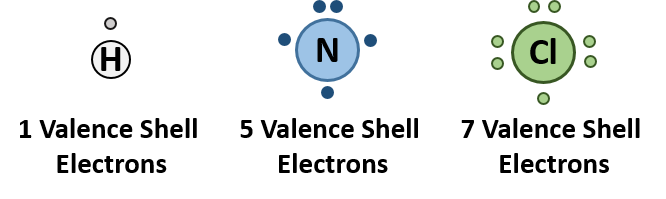 H N Cl
1 Valence Shell Electrons
5 Valence Shell Electrons
7 Valence Shell Electrons